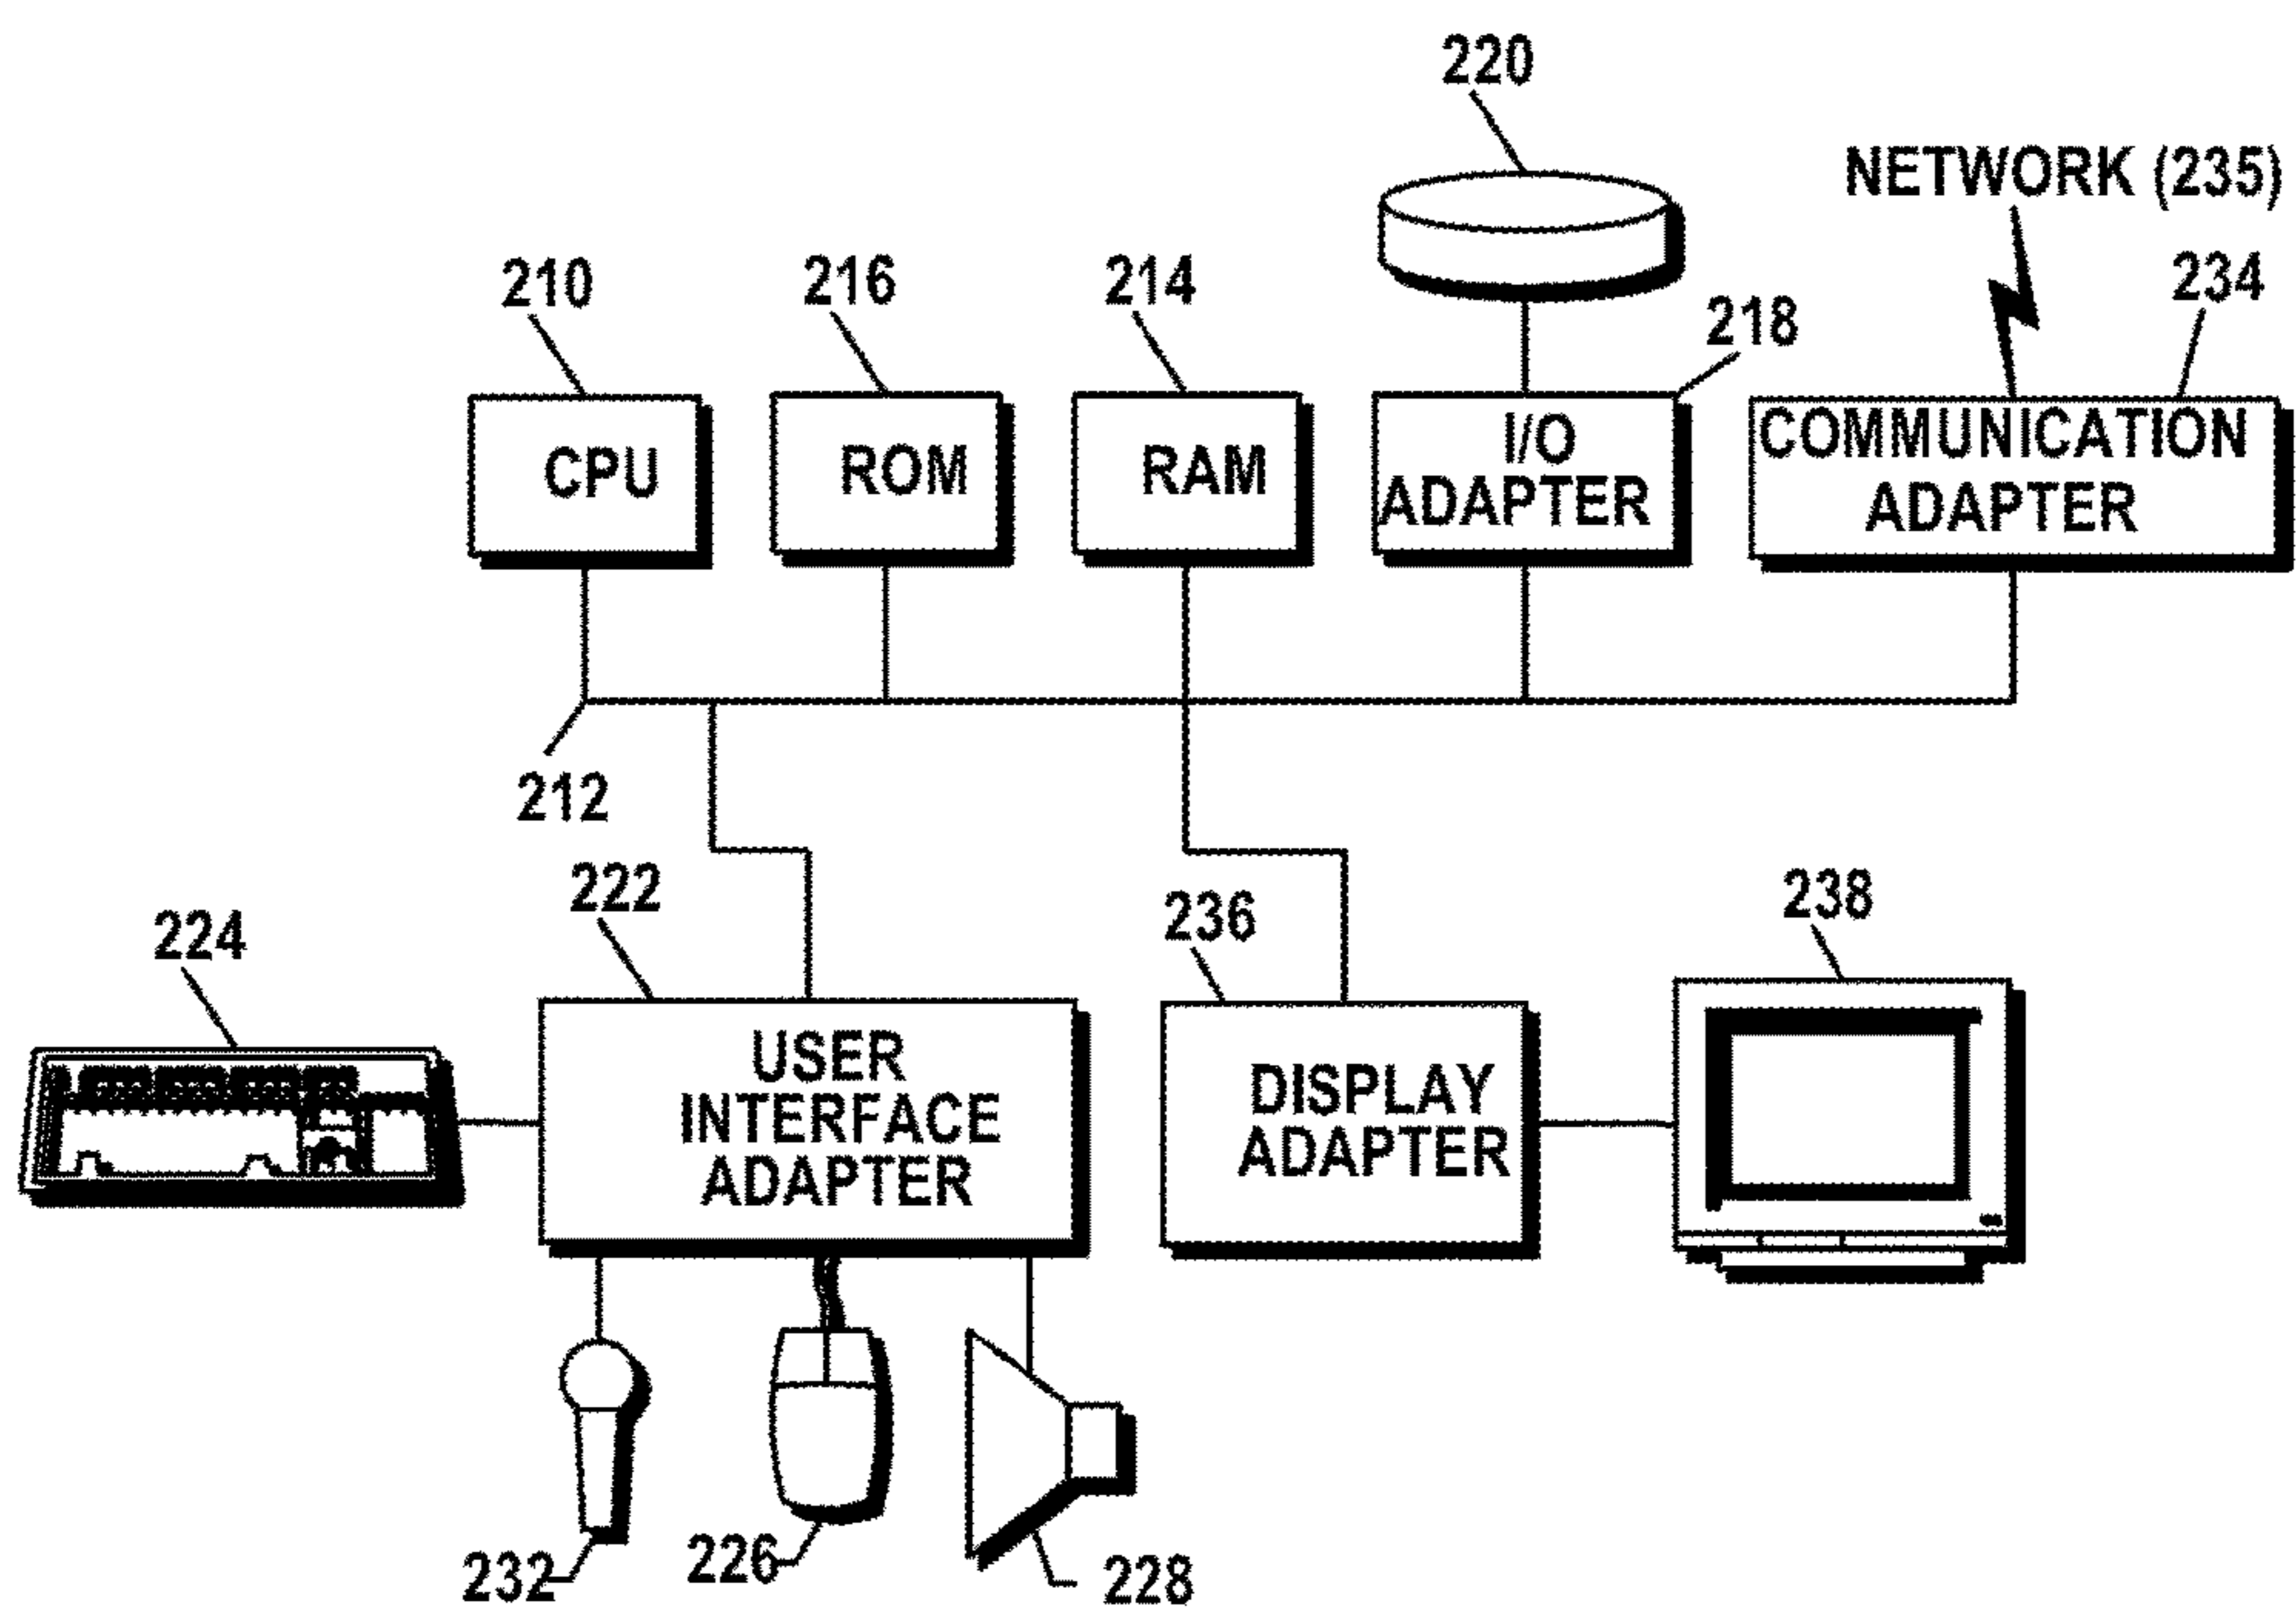 220
NETWORK (235)
210
216
214
218
234
CPU
ROM
RAM
I/O
ADAPTER
COMMUNICATION
ADAPTER
212
222
224
236
238
USER
INTERFACE
ADAPTER
DISPLAY
ADAPTER
232
226
228